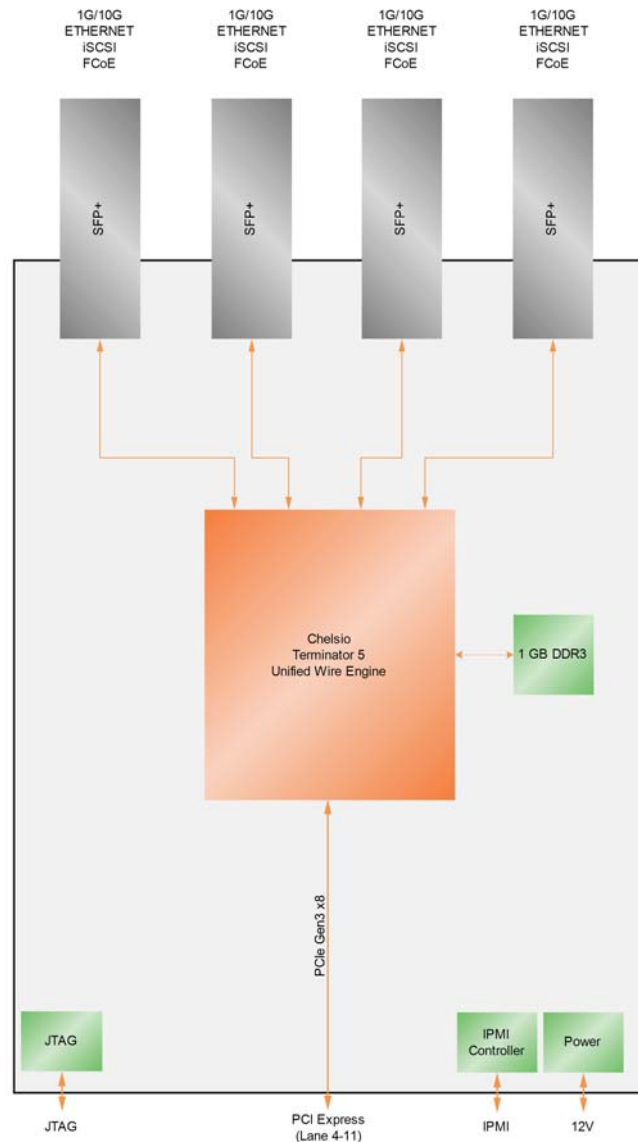 1G/10G
ETHERNET
iSCSI
FCoE
1G/10G
ETHERNET
iSCSI
FCoE
1G/10G
ETHERNET
iSCSI
FCoE
1G/10G
ETHERNET
iSCSI
FCoE
SFP+
SFP+
SFP+
SFP+
Chelsio
Terminator 5
Unified Wire Engine
1 GB DDR3
PCIe Gen3 x8
JTAG
IPMI
Controller
Power
JTAG
PCI Express
(Lane 4-11)
IPMI
12V